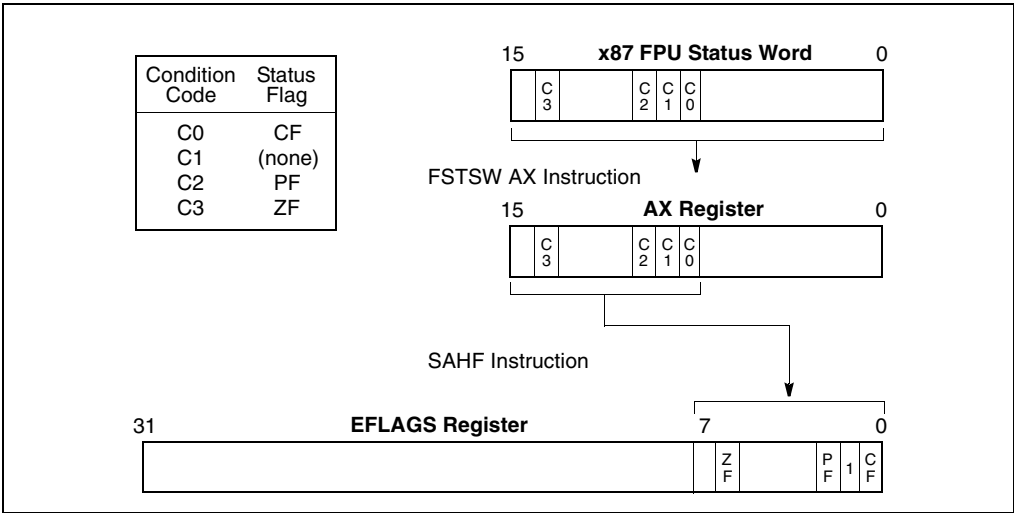 Condition Code Status Flag
C0 CF
C1 (none)
C2 PF
C3 ZF
15 x87 FPU Status Word 0
C3 C2 C1 C0
FSTSW AX Instruction
15 AX Register 0
C3 C2 C1 C0
SAHF Instruction
31 EFLAGS Register 7 0
ZF PF 1 CF